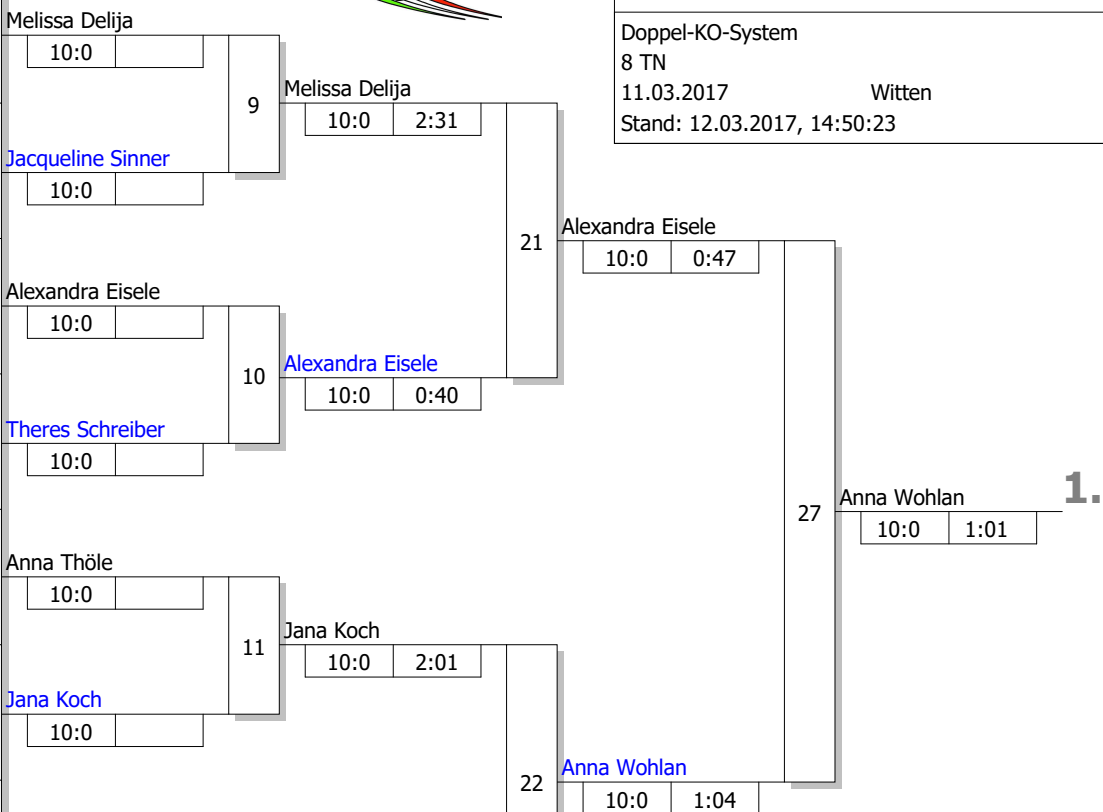 Doppel-KO-System
8 TN
11.03.2017 Witten
Stand: 12.03.2017, 14:50:23
Melissa Delija
10:0
9
Melissa Delija
10:0 2:31
Jacqueline Sinner
10:0
21
Alexandra Eisele
10:0 0:47
Alexandra Eisele
10:0
10
Alexandra Eisele
10:0 0:40
Theres Schreiber
10:0
27
Anna Wohlan
1.
10:0 1:01
Anna Thöle
10:0
11
Jana Koch
10:0 2:01
Jana Koch
10:0
22
Anna Wohlan
10:0 1:04